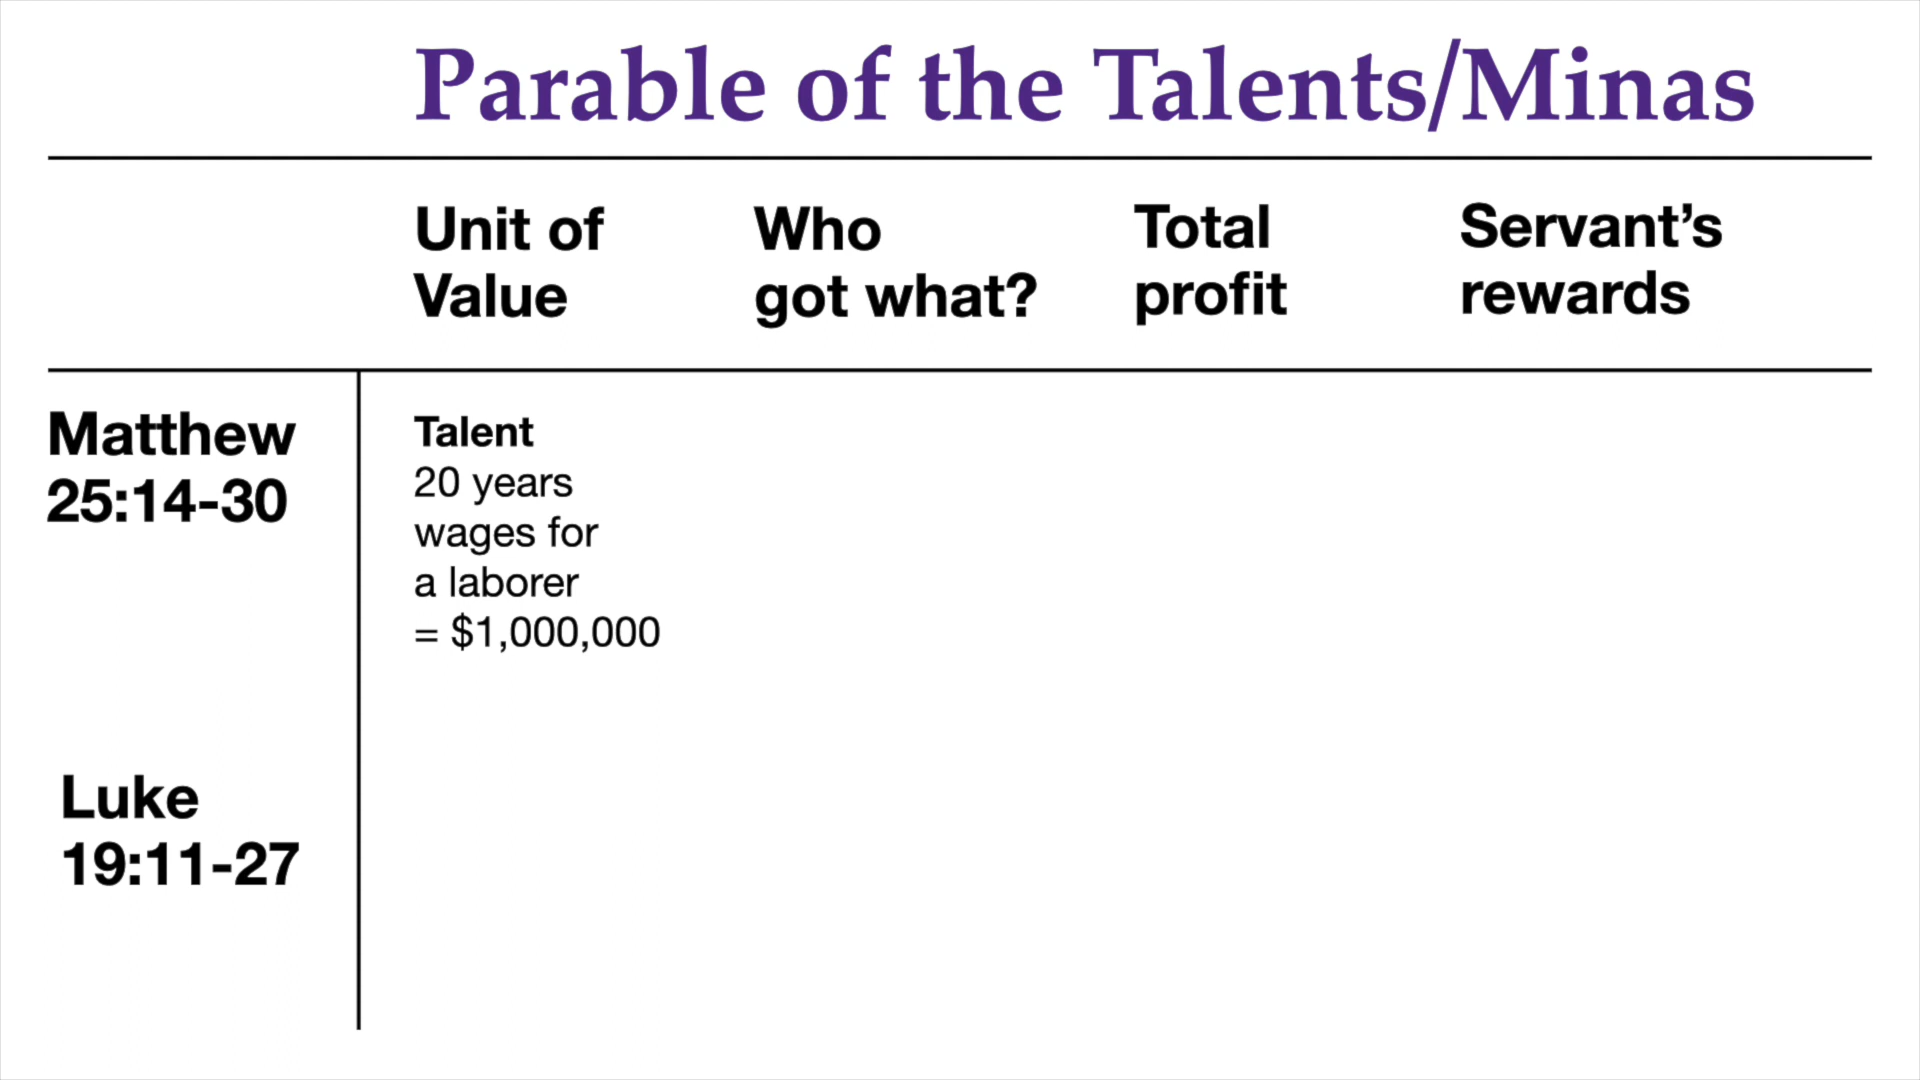 Parable of the Talents/Minas
Unit of
Value
Who
got what?
Total
profit
Servant’s
rewards
Matthew
25:14-30
Talent
20 years
wages for
a laborer
= $1,000,000
Luke
19:11-27